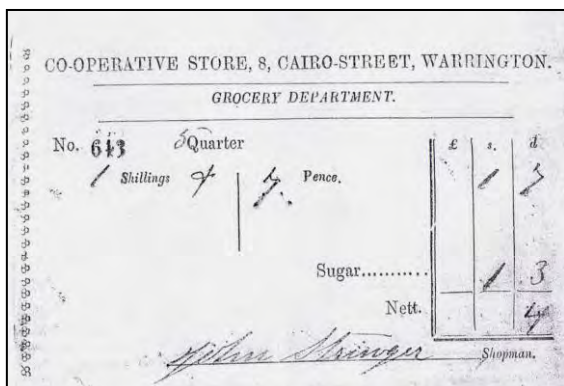 CO-OPERATIVE STORE, 8, CAIRO-STREET, WARRINGTON.
GROCERY DEPARTMENT.
No. 643 5 Quarter £ s. d
1 Shillings & 7 Pence. 1 7
Sugar........... 1 3
Nett. 4
John Stringer Shopman.